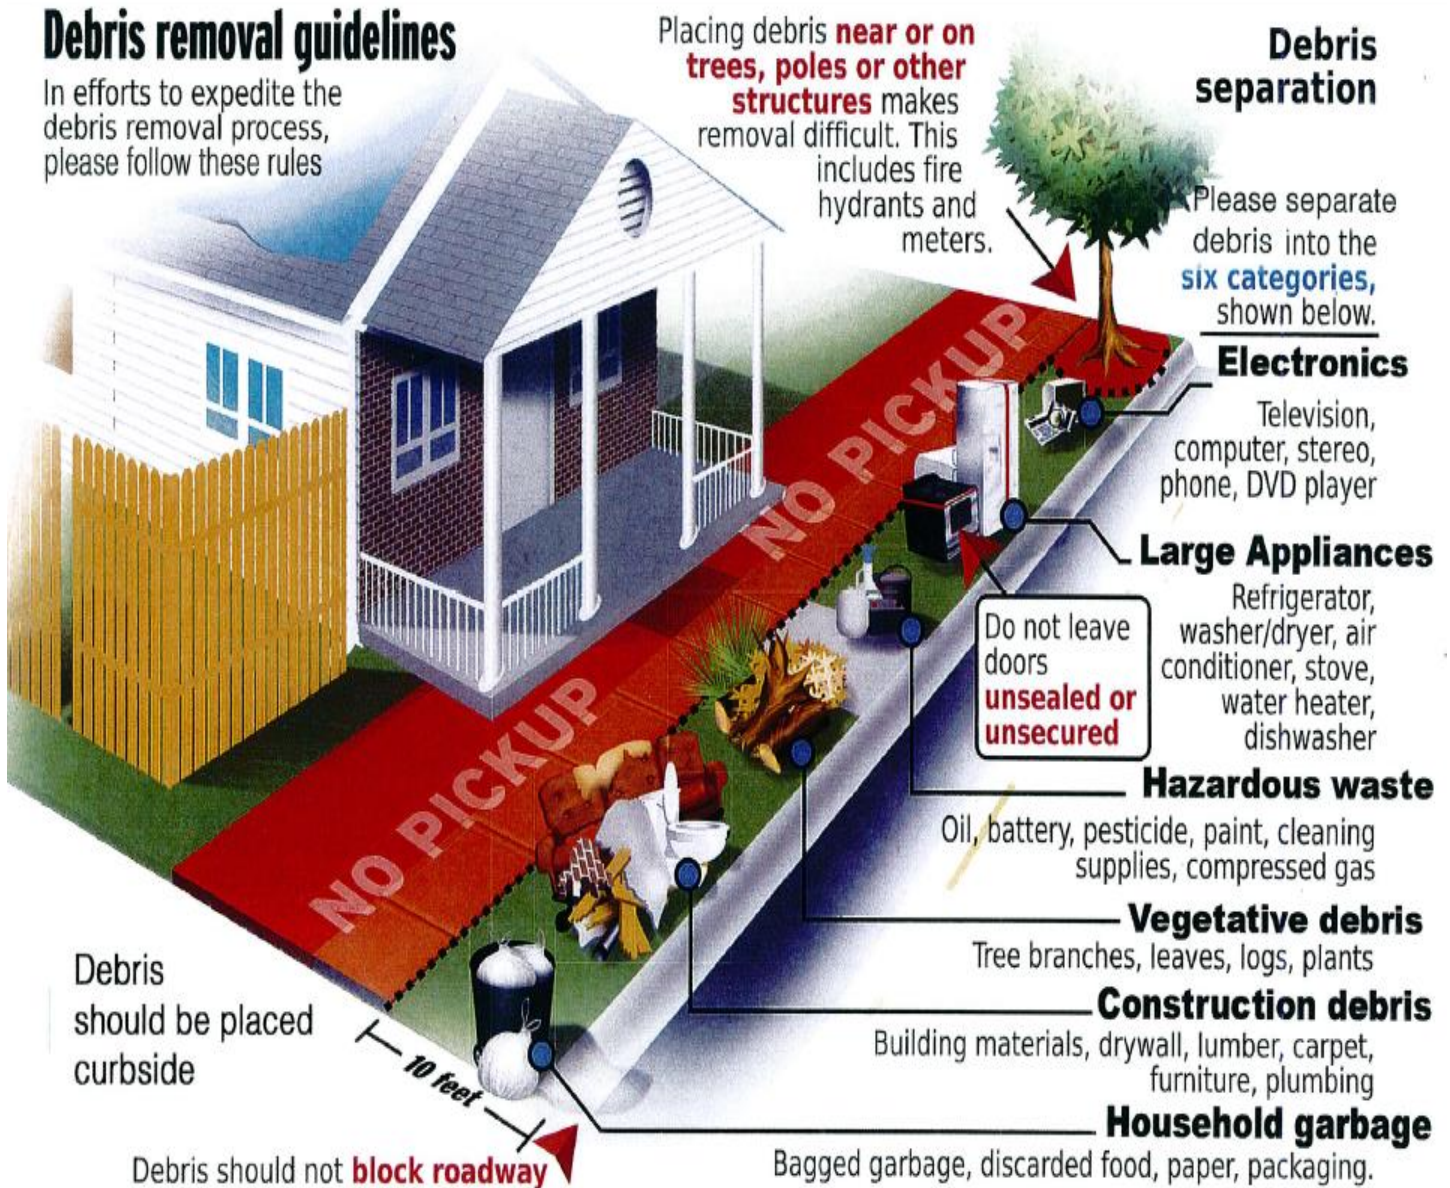 Debris removal guidelines
In efforts to expedite the
debris removal process,
please follow these rules
Placing debris near or on
trees, poles or other
structures makes
removal difficult. This
includes fire
hydrants and
meters.
Debris
separation
Please separate
debris into the
six categories,
shown below.
Electronics
Television,
computer, stereo,
phone, DVD player
Large Appliances
Refrigerator,
washer/dryer, air
conditioner, stove,
water heater,
dishwasher
Do not leave
doors
unsealed or
unsecured
Hazardous waste
Oil, battery, pesticide, paint, cleaning
supplies, compressed gas
Vegetative debris
Tree branches, leaves, logs, plants
Construction debris
Building materials, drywall, lumber, carpet,
furniture, plumbing
Household garbage
Bagged garbage, discarded food, paper, packaging.
NO PICKUP
NO PICKUP
NO PICKUP
Debris
should be placed
curbside
10 feet
Debris should not block roadway